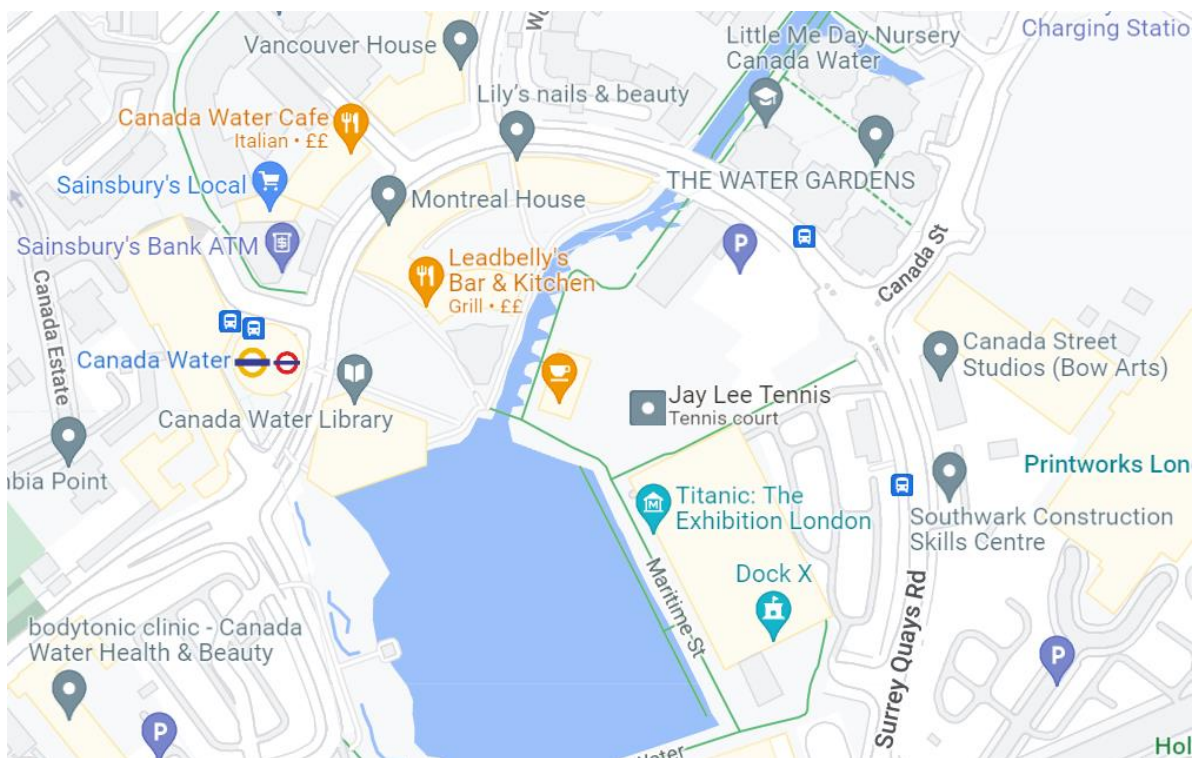 Charging Statio
Little Me Day Nursery
Canada Water
Vancouver House
Lily's nails & beauty
Canada Water Cafe
Italian • ££
Sainsbury's Local
THE WATER GARDENS
Montreal House
Sainsbury's Bank ATM
P
Leadbelly's
Bar & Kitchen
Grill • ££
Canada St
Canada Estate
Canada Water
Canada Street
Studios (Bow Arts)
Jay Lee Tennis
Tennis court
Canada Water Library
Printworks Lon
bia Point
Titanic: The
Exhibition London
M
Southwark Construction
Skills Centre
Maritime St
Dock X
Surrey Quays Rd
bodytonic clinic - Canada
Water Health & Beauty
P
P
Hol